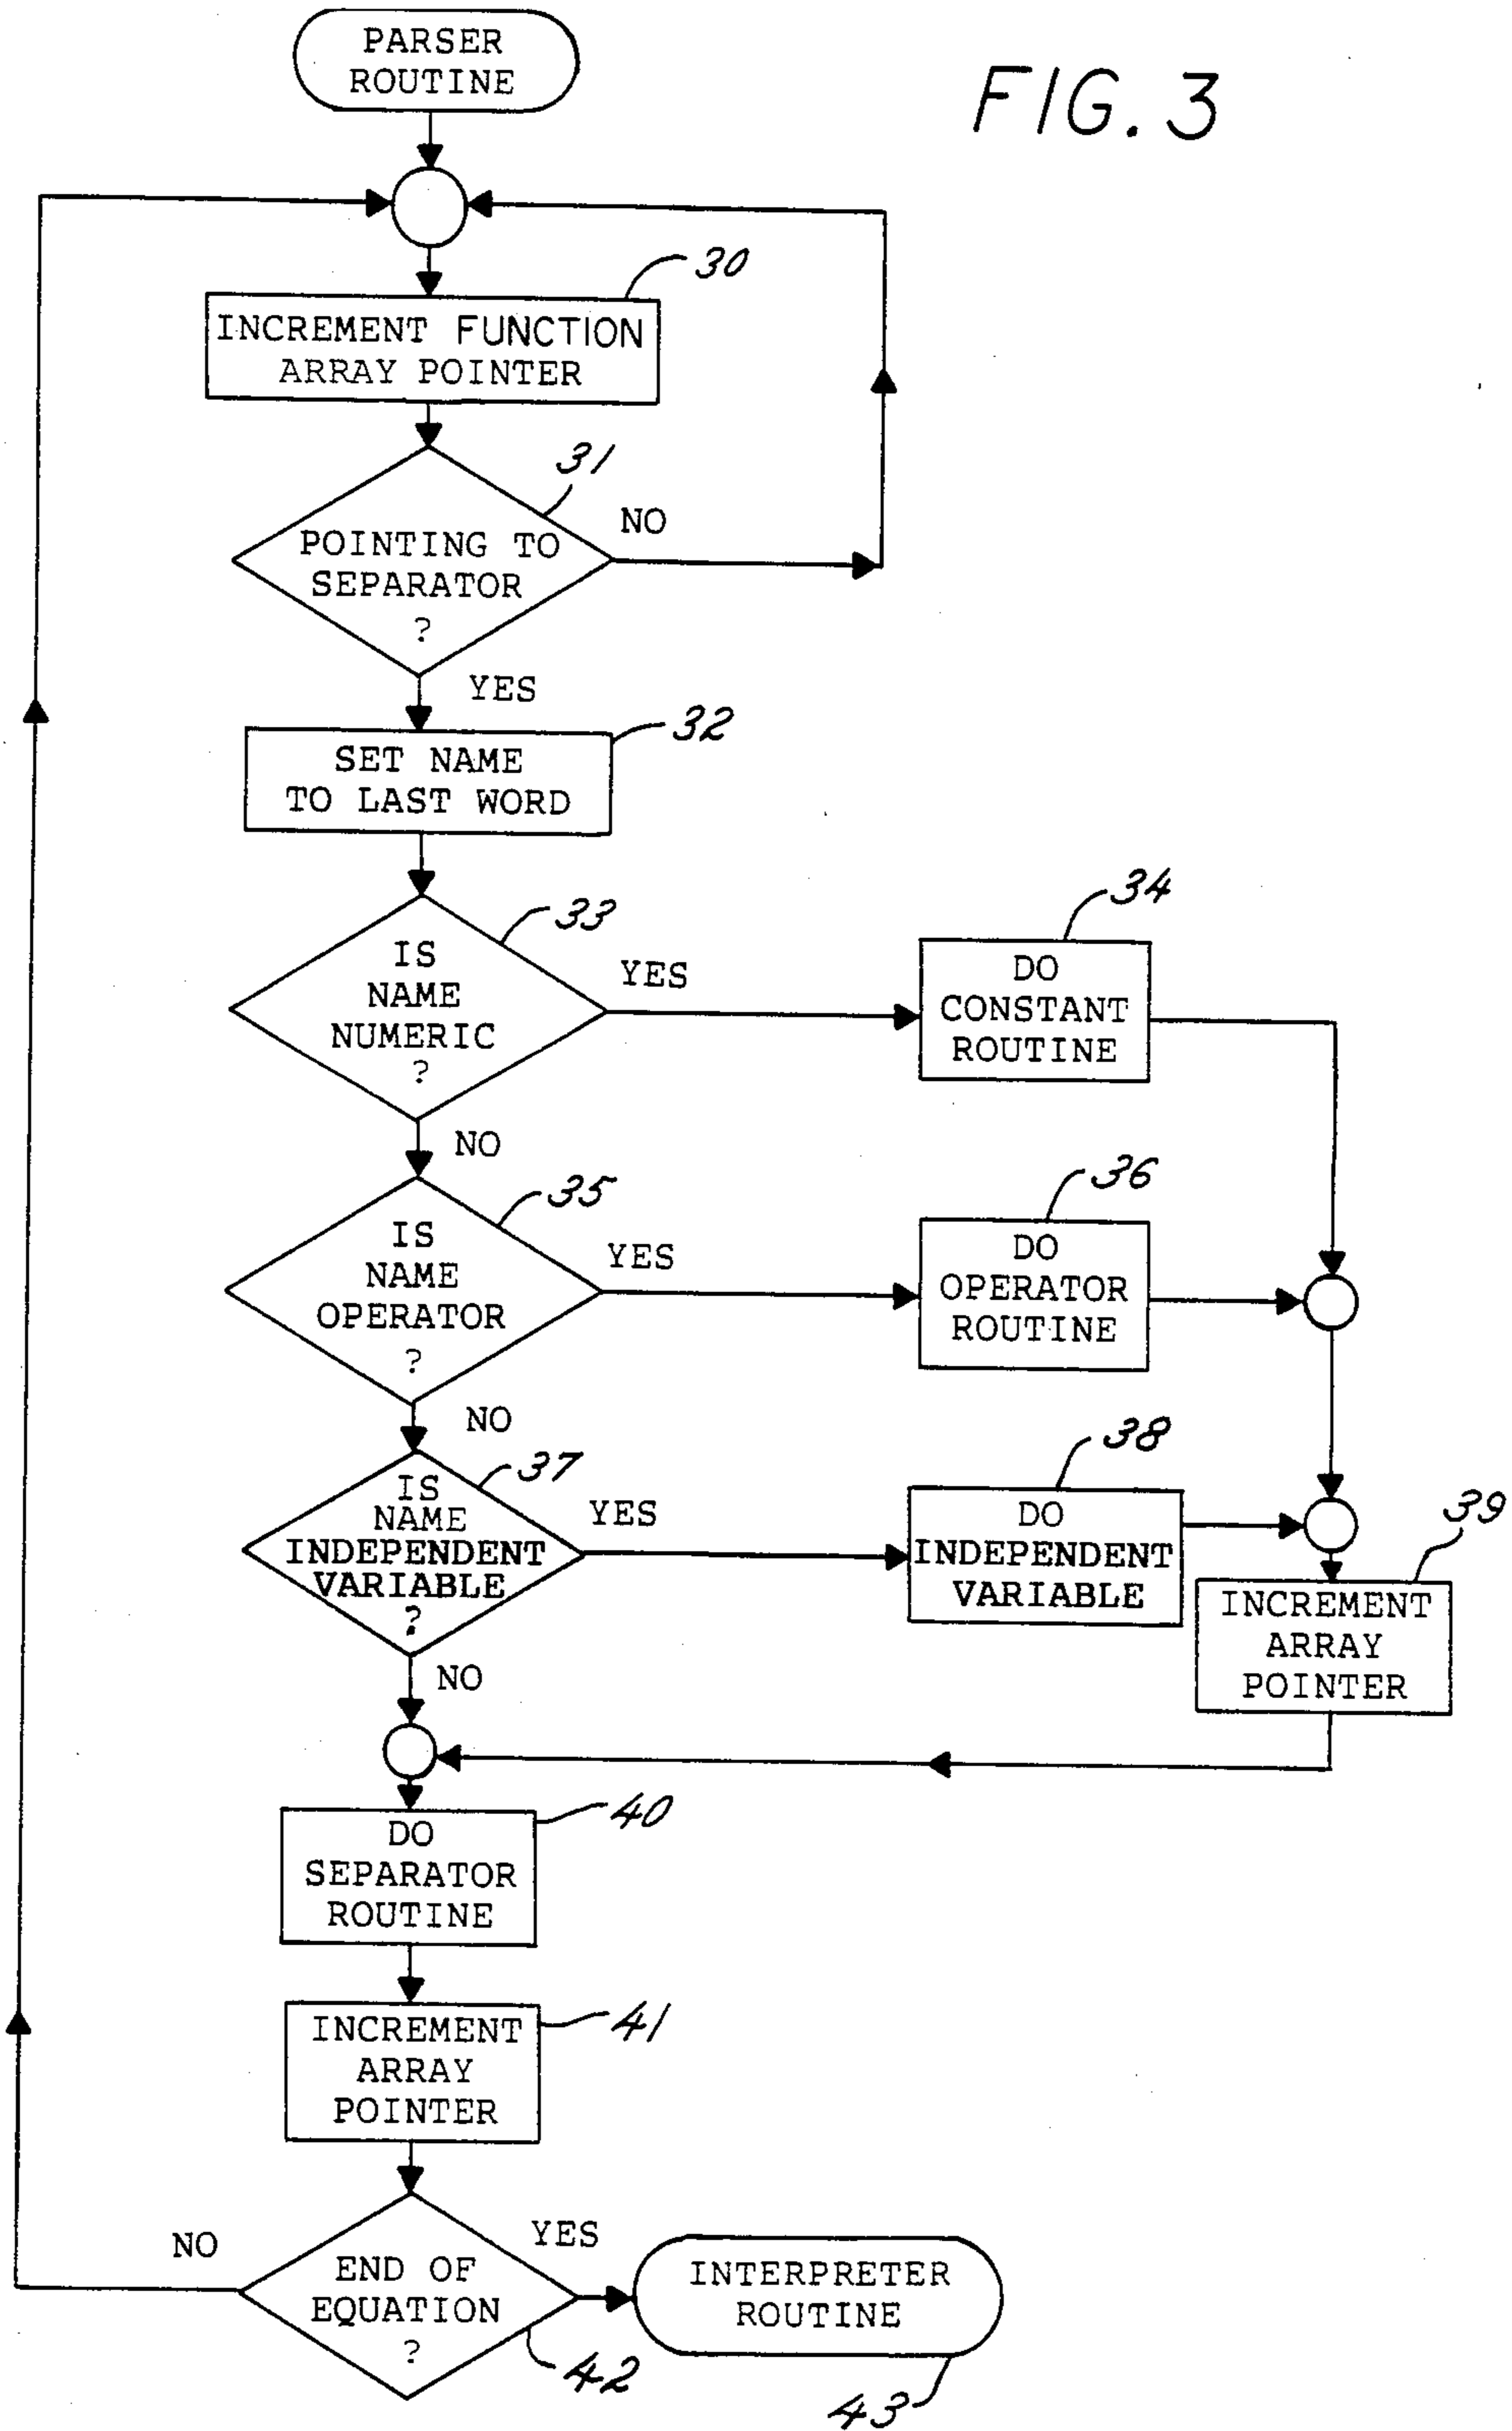 PARSER
ROUTINE
FIG. 3
30
INCREMENT FUNCTION
ARRAY POINTER
31
NO
POINTING TO
SEPARATOR
?
YES
32
SET NAME
TO LAST WORD
33
IS
NAME
NUMERIC
?
YES
34
DO
CONSTANT
ROUTINE
NO
35
IS
NAME
OPERATOR
?
YES
36
DO
OPERATOR
ROUTINE
NO
37
IS
NAME
INDEPENDENT
VARIABLE
?
YES
38
DO
INDEPENDENT
VARIABLE
39
INCREMENT
ARRAY
POINTER
NO
40
DO
SEPARATOR
ROUTINE
41
INCREMENT
ARRAY
POINTER
NO
END OF
EQUATION
?
42
YES
INTERPRETER
ROUTINE
43